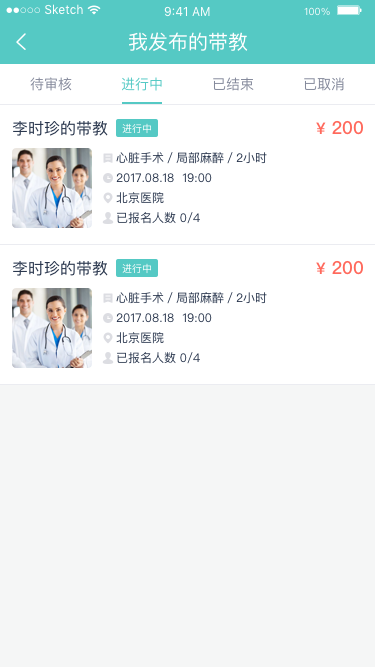 Sketch 9:41 AM 100%
我发布的带教
待审核 进行中 已结束 已取消
李时珍的带教 进行中 ¥ 200
心脏手术 / 局部麻醉 / 2小时
2017.08.18 19:00
北京医院
已报名人数 0/4
李时珍的带教 进行中 ¥ 200
心脏手术 / 局部麻醉 / 2小时
2017.08.18 19:00
北京医院
已报名人数 0/4